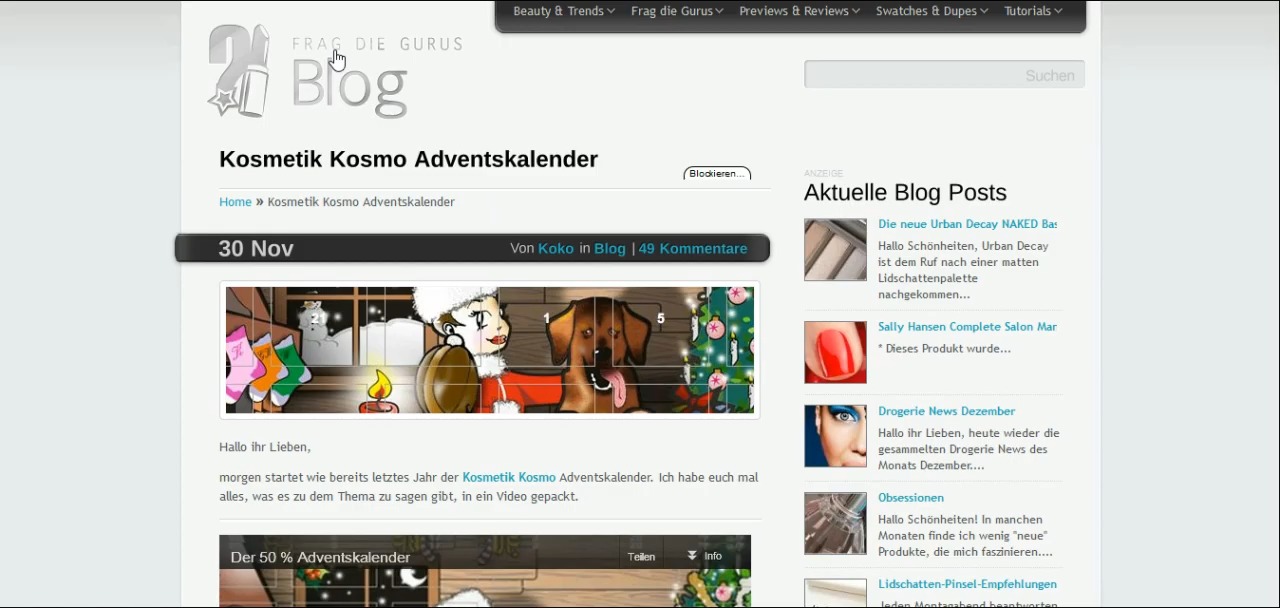 Beauty & Trends Frag die Gurus Previews & Reviews Swatches & Dupes Tutorials
FRAG DIE GURUS
Blog
Suchen
Kosmetik Kosmo Adventskalender
Blockieren...
Home » Kosmetik Kosmo Adventskalender
30 Nov
Von Koko in Blog | 49 Kommentare
21
1
5
Hallo ihr Lieben,
morgen startet wie bereits letztes Jahr der Kosmetik Kosmo Adventskalender. Ich habe euch mal
alles, was es zu dem Thema zu sagen gibt, in ein Video gepackt.
Der 50 % Adventskalender
Teilen
Info
ANZEIGE
Aktuelle Blog Posts
Die neue Urban Decay NAKED Bas
Hallo Schönheiten, Urban Decay
ist dem Ruf nach einer matten
Lidschattenpalette
nachgekommen...
Sally Hansen Complete Salon Man
* Dieses Produkt wurde...
Drogerie News Dezember
Hallo ihr Lieben, heute wieder die
gesammelten Drogerie News des
Monats Dezember....
Obsessionen
Hallo Schönheiten! In manchen
Monaten finde ich wenig "neue"
Produkte, die mich faszinieren....
Lidschatten-Pinsel-Empfehlungen
Jeden Montagabend beantworten